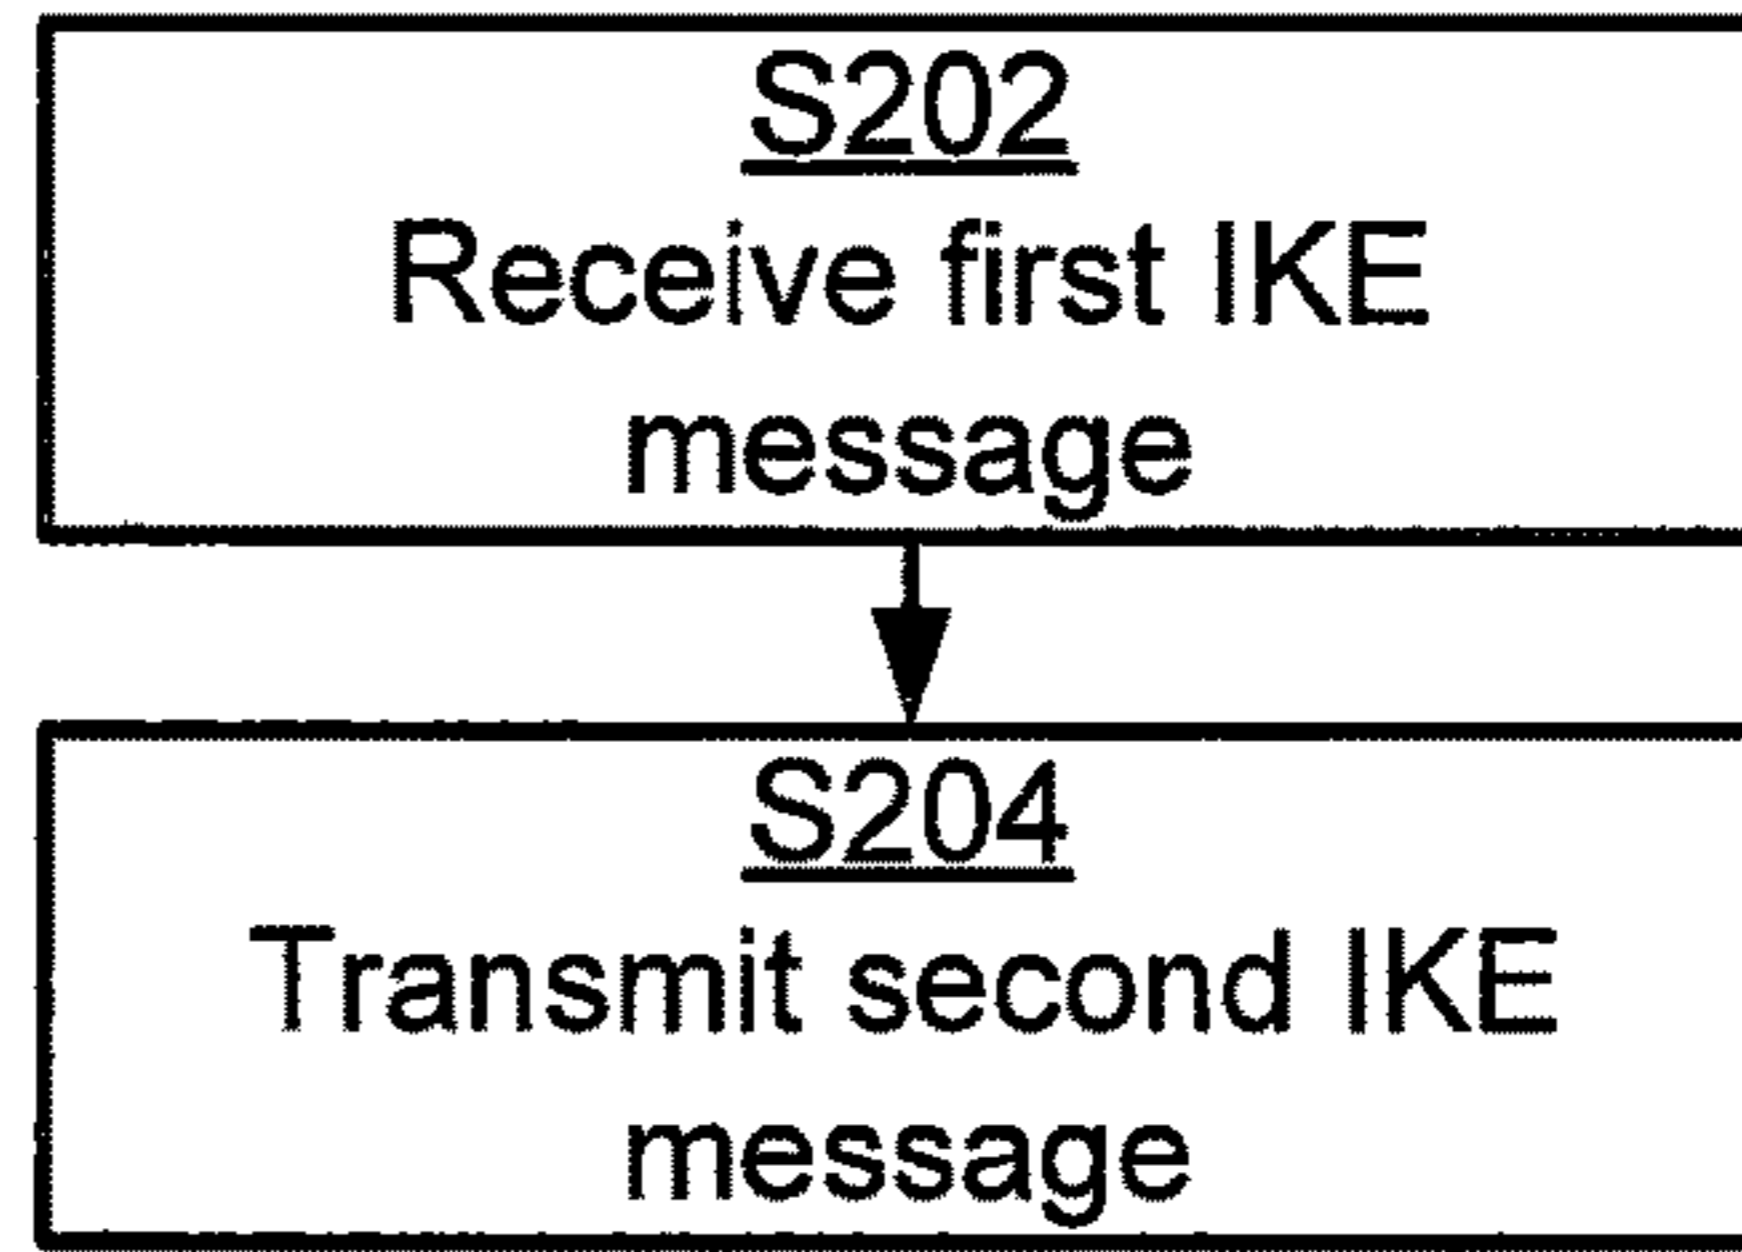 S202
Receive first IKE
message
S204
Transmit second IKE
message